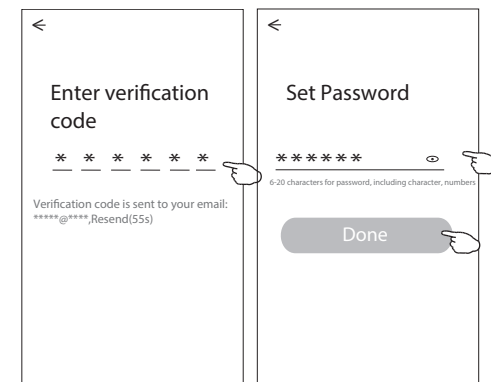 Enter verification
code
* * * * * *
Verification code is sent to your email:
*****@****,Resend(55s)
Set Password
******
6-20 characters for password, including character, numbers
Done